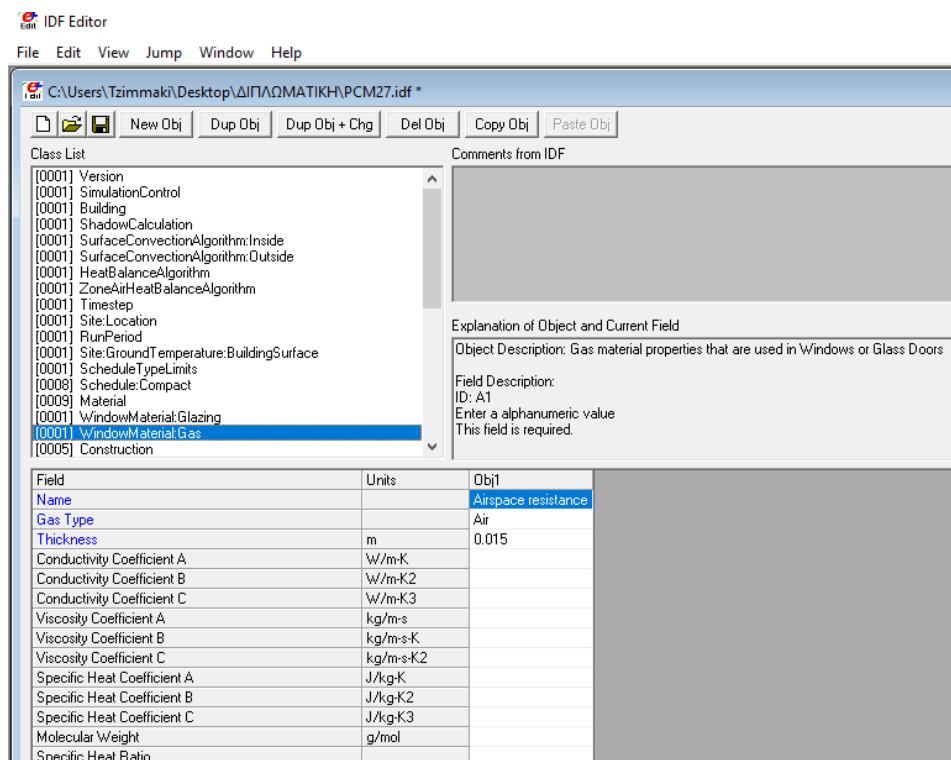 IDF Editor
File Edit View Jump Window Help
C:\Users\Tzimmaki\Desktop\ΔΙΠΛΩΜΑΤΙΚΗ\PCM27.idf *
New Obj Dup Obj Dup Obj + Chg Del Obj Copy Obj Paste Obj
Class List
[0001] Version
[0001] SimulationControl
[0001] Building
[0001] ShadowCalculation
[0001] SurfaceConvectionAlgorithm:Inside
[0001] SurfaceConvectionAlgorithm:Outside
[0001] HeatBalanceAlgorithm
[0001] ZoneAirHeatBalanceAlgorithm
[0001] Timestep
[0001] Site:Location
[0001] RunPeriod
[0001] Site:GroundTemperature:BuildingSurface
[0001] ScheduleTypeLimits
[0008] Schedule:Compact
[0009] Material
[0001] WindowMaterial:Glazing
[0001] WindowMaterial:Gas
[0005] Construction
Comments from IDF
Explanation of Object and Current Field
Object Description: Gas material properties that are used in Windows or Glass Doors
Field Description:
ID: A1
Enter a alphanumeric value
This field is required.
Field Units Obj1
Name Airspace resistance
Gas Type Air
Thickness m 0.015
Conductivity Coefficient A W/m-K
Conductivity Coefficient B W/m-K2
Conductivity Coefficient C W/m-K3
Viscosity Coefficient A kg/m-s
Viscosity Coefficient B kg/m-s-K
Viscosity Coefficient C kg/m-s-K2
Specific Heat Coefficient A J/kg-K
Specific Heat Coefficient B J/kg-K2
Specific Heat Coefficient C J/kg-K3
Molecular Weight g/mol
Specific Heat Ratio